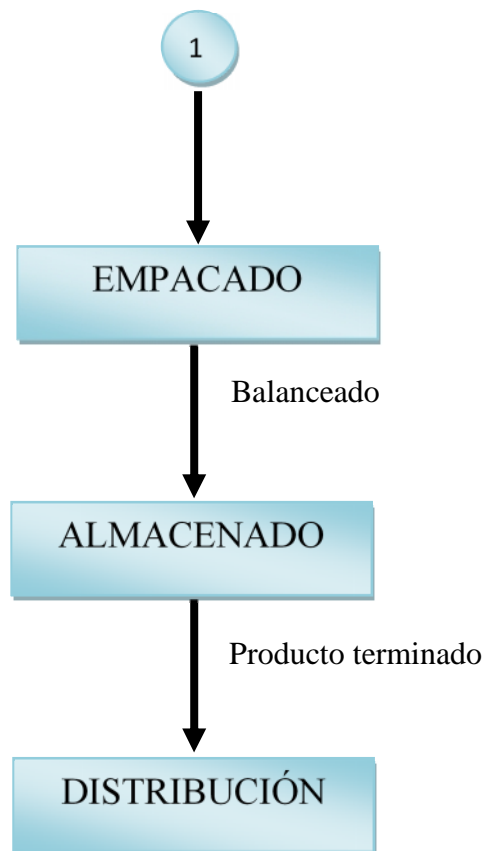 1
EMPACADO
Balanceado
ALMACENADO
Producto terminado
DISTRIBUCIÓN